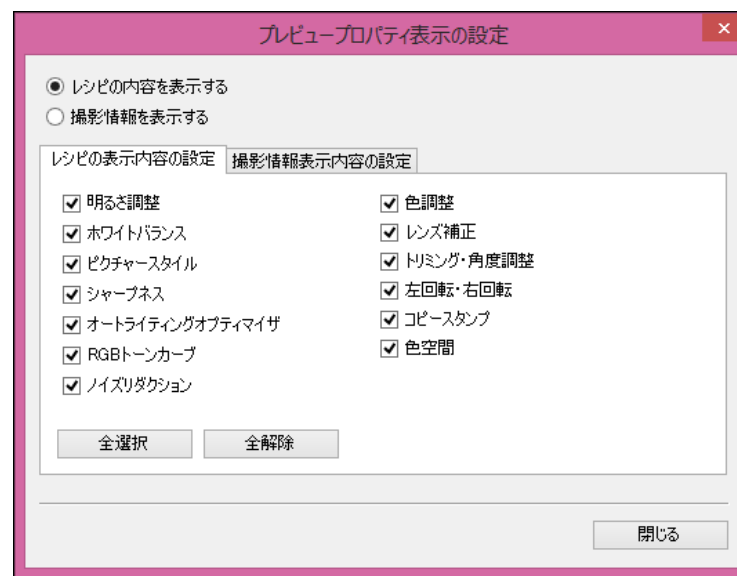 プレビュープロパティ表示の設定
レシピの内容を表示する
撮影情報を表示する
レシピの表示内容の設定
撮影情報表示内容の設定
明るさ調整
ホワイトバランス
ピクチャースタイル
シャープネス
オートライティングオプティマイザ
RGBトーンカーブ
ノイズリダクション
色調整
レンズ補正
トリミング・角度調整
左回転・右回転
コピースタンプ
色空間
全選択
全解除
閉じる